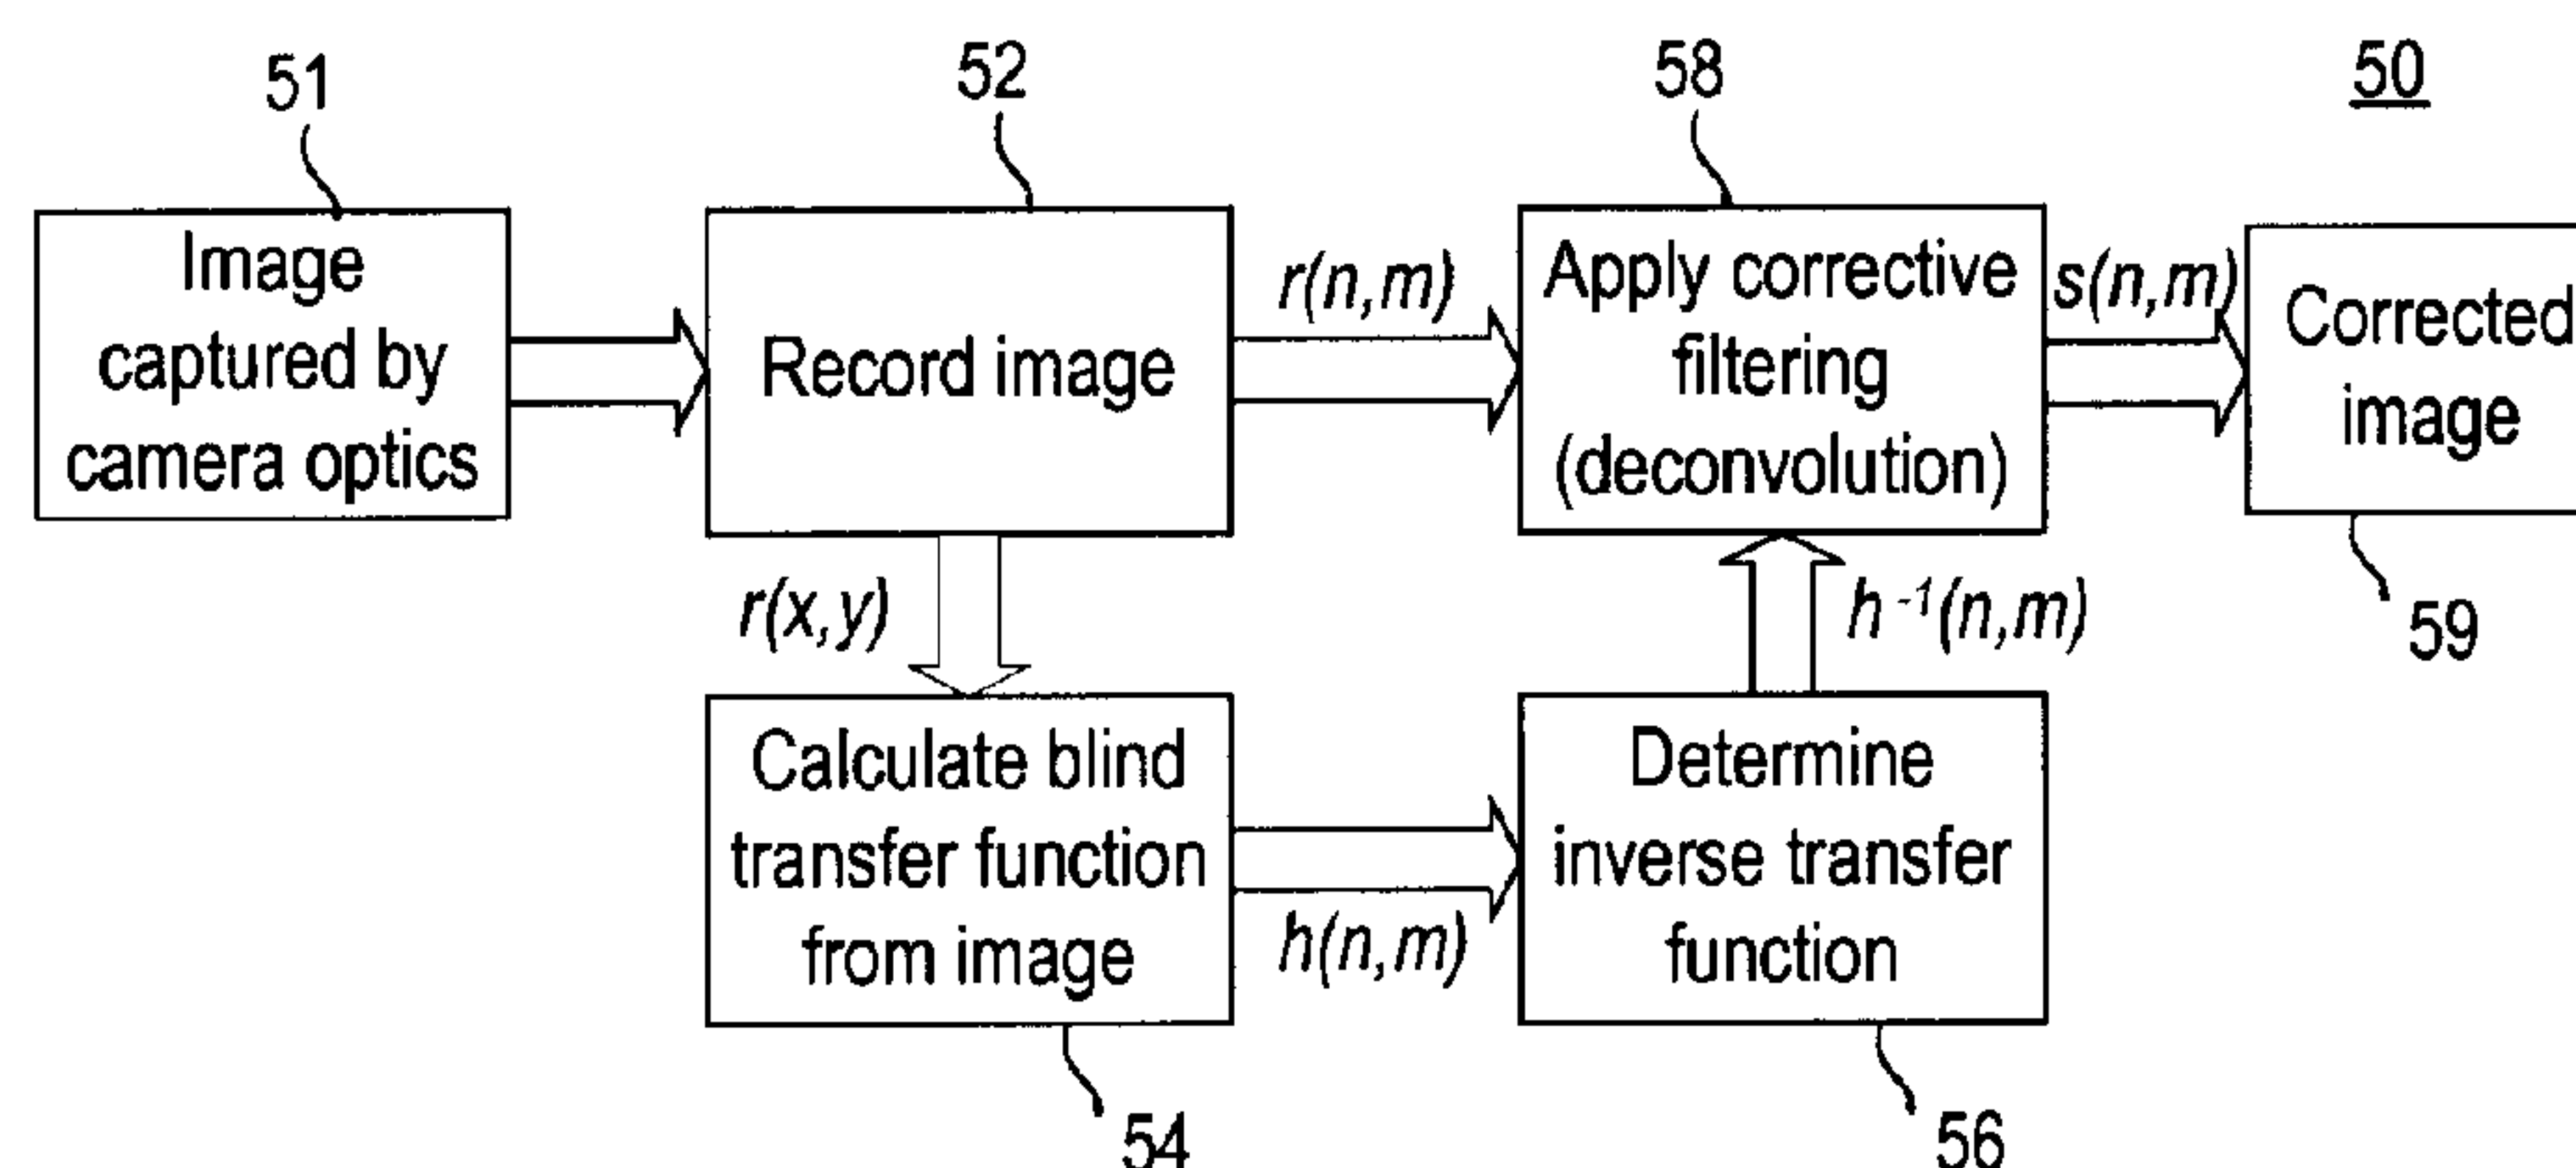 51
52
58
50
Image
captured by
camera optics
Record image
r(n,m)
Apply corrective
filtering
(deconvolution)
s(n,m)
Corrected
image
r(x,y)
h⁻¹(n,m)
59
Calculate blind
transfer function
from image
h(n,m)
Determine
inverse transfer
function
54
56